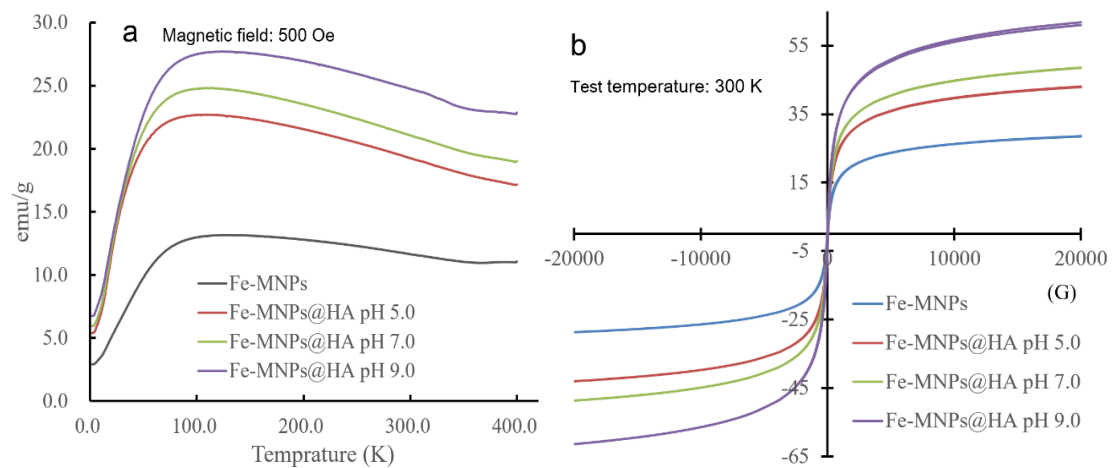 a
Magnetic field: 500 Oe
30.0
25.0
20.0
15.0
10.0
5.0
0.0
emu/g
Fe-MNPs
Fe-MNPs@HA pH 5.0
Fe-MNPs@HA pH 7.0
Fe-MNPs@HA pH 9.0
0.0 100.0 200.0 300.0 400.0
Temprature (K)
b
Test temperature: 300 K
55
35
15
-5
-25
-45
-65
-20000 -10000 0 10000 20000
(G)
Fe-MNPs
Fe-MNPs@HA pH 5.0
Fe-MNPs@HA pH 7.0
Fe-MNPs@HA pH 9.0